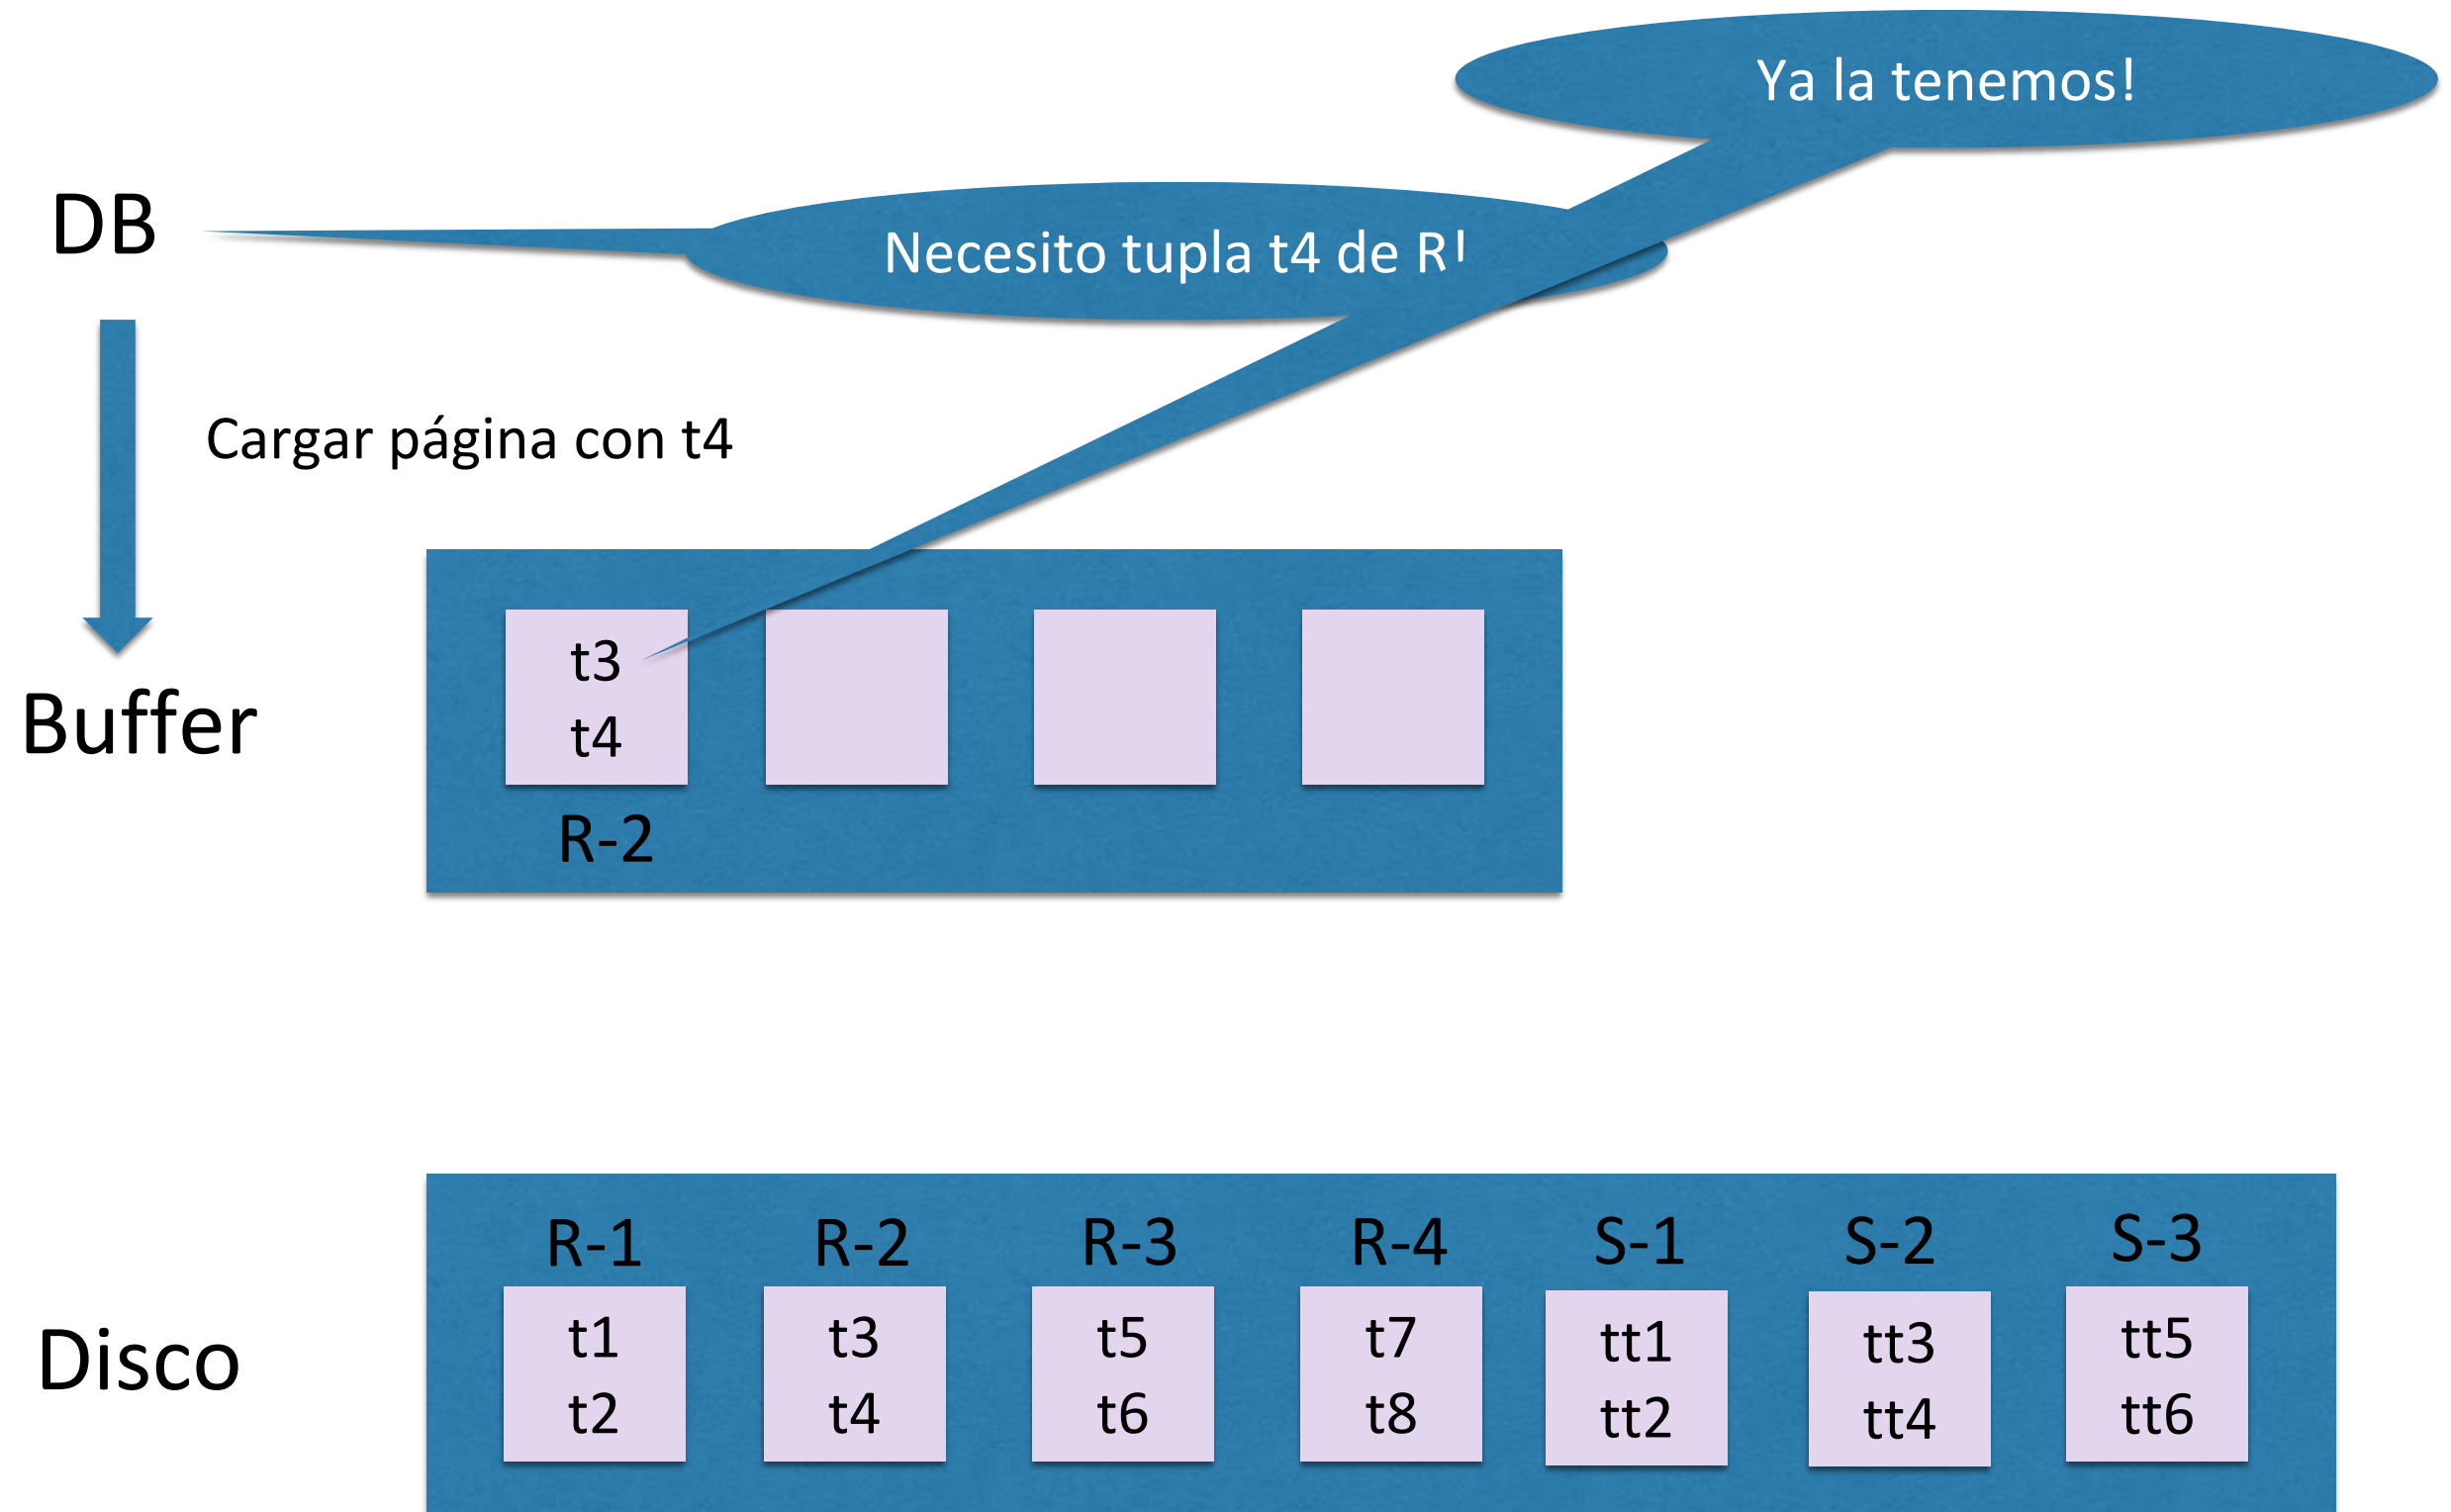 Ya la tenemos!
DB
Necesito tupla t4 de R!
Cargar página con t4
Buffer
t3
t4
R-2
Disco
R-1 R-2 R-3 R-4 S-1 S-2 S-3
t1 t3 t5 t7 tt1 tt3 tt5
t2 t4 t6 t8 tt2 tt4 tt6